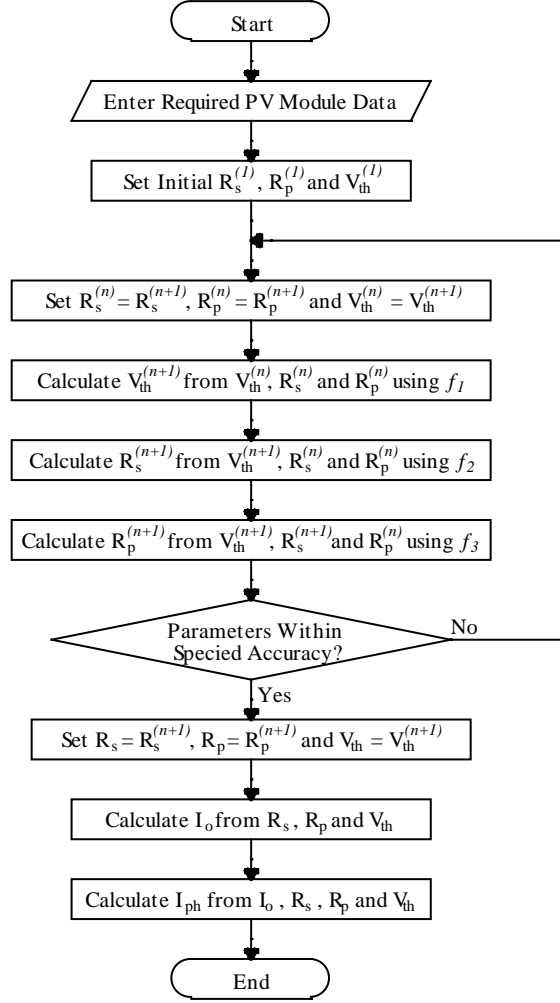 Start
Enter Required PV Module Data
Set Initial R_s^(1), R_p^(1) and V_th^(1)
Set R_s^(n) = R_s^(n+1), R_p^(n) = R_p^(n+1) and V_th^(n) = V_th^(n+1)
Calculate V_th^(n+1) from V_th^(n), R_s^(n) and R_p^(n) using f_1
Calculate R_s^(n+1) from V_th^(n+1), R_s^(n) and R_p^(n) using f_2
Calculate R_p^(n+1) from V_th^(n+1), R_s^(n+1) and R_p^(n) using f_3
Parameters Within
Specied Accuracy?
No
Yes
Set R_s = R_s^(n+1), R_p = R_p^(n+1) and V_th = V_th^(n+1)
Calculate I_o from R_s, R_p and V_th
Calculate I_ph from I_o, R_s, R_p and V_th
End